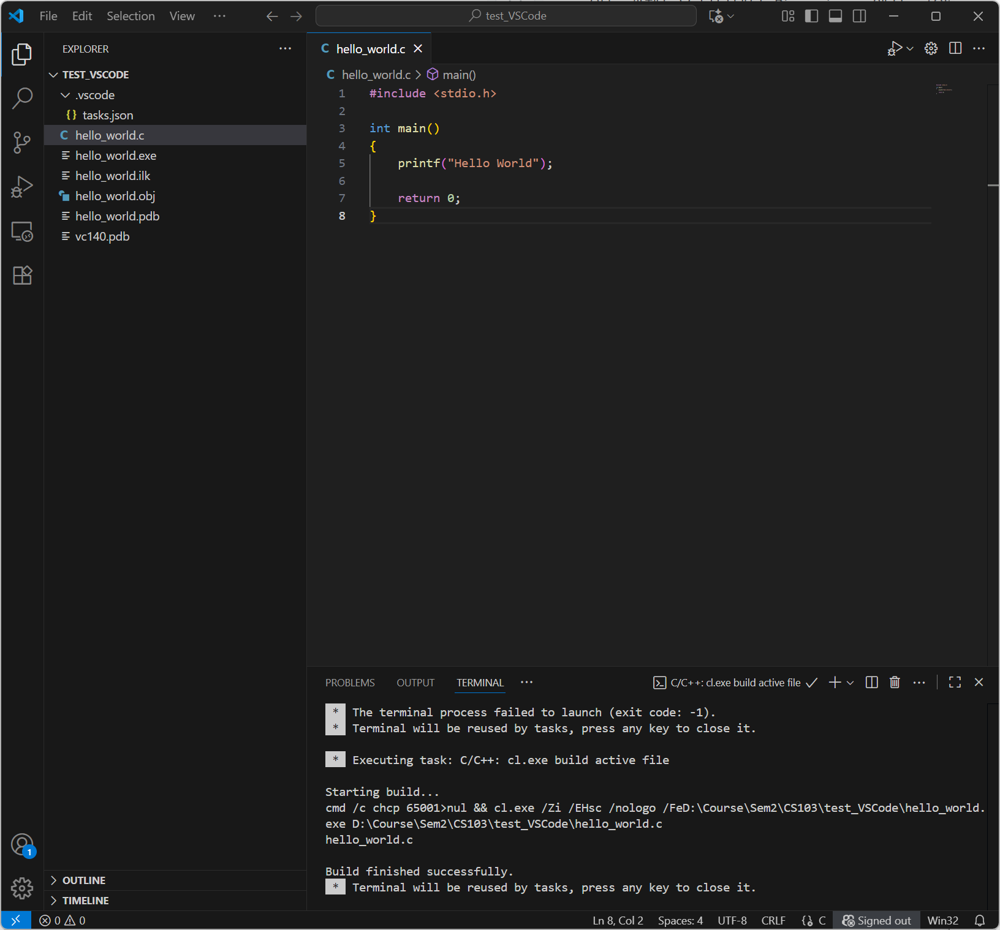 File Edit Selection View ··· test_VSCode
EXPLORER ···
TEST_VSCODE
.vscode
{} tasks.json
C hello_world.c
hello_world.exe
hello_world.ilk
hello_world.obj
hello_world.pdb
vc140.pdb
OUTLINE
TIMELINE
C hello_world.c
C hello_world.c > main()
1 #include <stdio.h>
2
3 int main()
4 {
5 printf("Hello World");
6
7 return 0;
8 }
PROBLEMS OUTPUT TERMINAL ··· C/C++: cl.exe build active file
* The terminal process failed to launch (exit code: -1).
* Terminal will be reused by tasks, press any key to close it.
* Executing task: C/C++: cl.exe build active file
Starting build...
cmd /c chcp 65001>nul && cl.exe /Zi /EHsc /nologo /FeD:\Course\Sem2\CS103\test_VSCode\hello_world.
exe D:\Course\Sem2\CS103\test_VSCode\hello_world.c
hello_world.c
Build finished successfully.
* Terminal will be reused by tasks, press any key to close it.
1
0 0 Ln 8, Col 2 Spaces: 4 UTF-8 CRLF {} C Signed out Win32